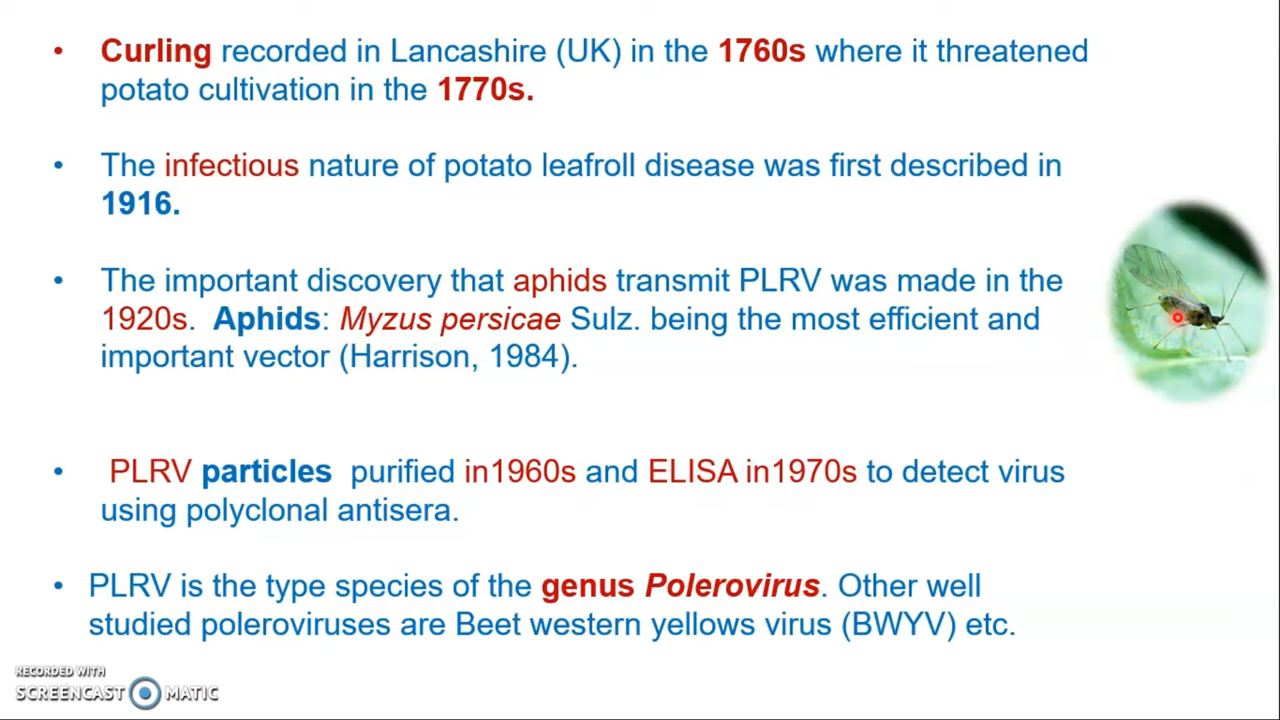 • Curling recorded in Lancashire (UK) in the 1760s where it threatened
potato cultivation in the 1770s.
• The infectious nature of potato leafroll disease was first described in
1916.
• The important discovery that aphids transmit PLRV was made in the
1920s. Aphids: Myzus persicae Sulz. being the most efficient and
important vector (Harrison, 1984).
• PLRV particles purified in1960s and ELISA in1970s to detect virus
using polyclonal antisera.
• PLRV is the type species of the genus Polerovirus. Other well
studied poleroviruses are Beet western yellows virus (BWYV) etc.
RECORDED WITH
SCREENCAST MATIC